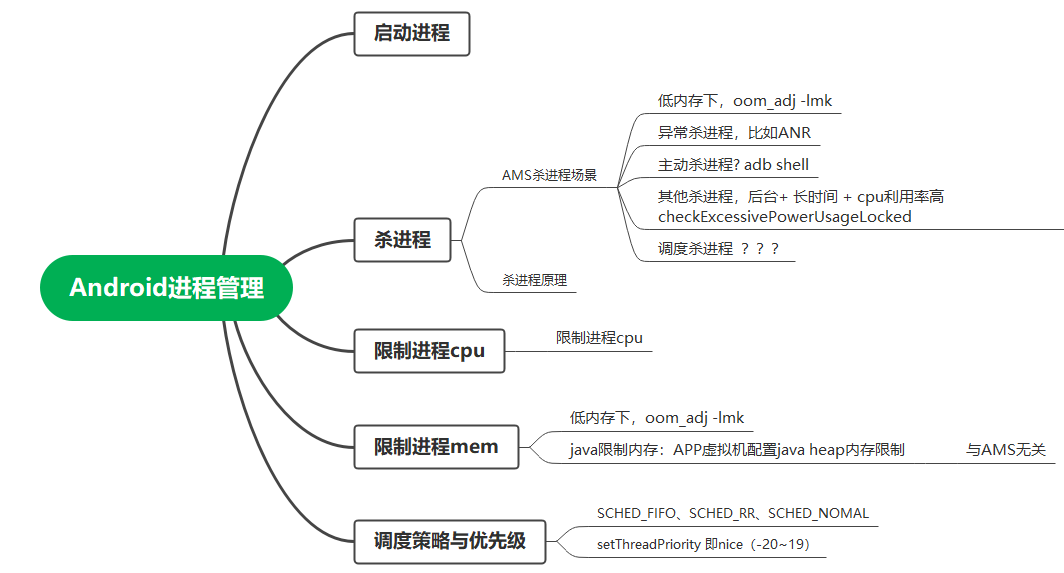 Android进程管理
启动进程
杀进程
AMS杀进程场景
低内存下，oom_adj -lmk
异常杀进程，比如ANR
主动杀进程? adb shell
其他杀进程，后台+ 长时间 + cpu利用率高
checkExcessivePowerUsageLocked
调度杀进程 ？？？
杀进程原理
限制进程cpu
限制进程cpu
限制进程mem
低内存下，oom_adj -lmk
java限制内存：APP虚拟机配置java heap内存限制
与AMS无关
调度策略与优先级
SCHED_FIFO、SCHED_RR、SCHED_NOMAL
setThreadPriority 即nice（-20~19）